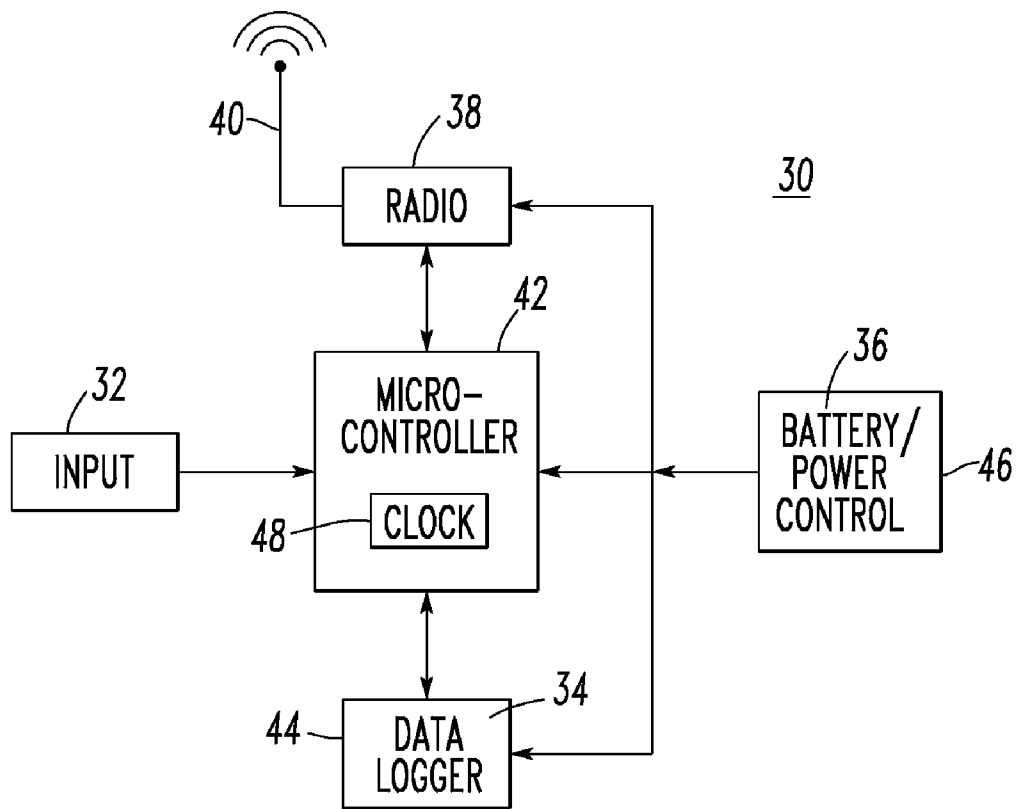 40
38
RADIO
30
42
MICRO-
CONTROLLER
32
INPUT
48
CLOCK
36
BATTERY/
POWER
CONTROL
46
34
44
DATA
LOGGER